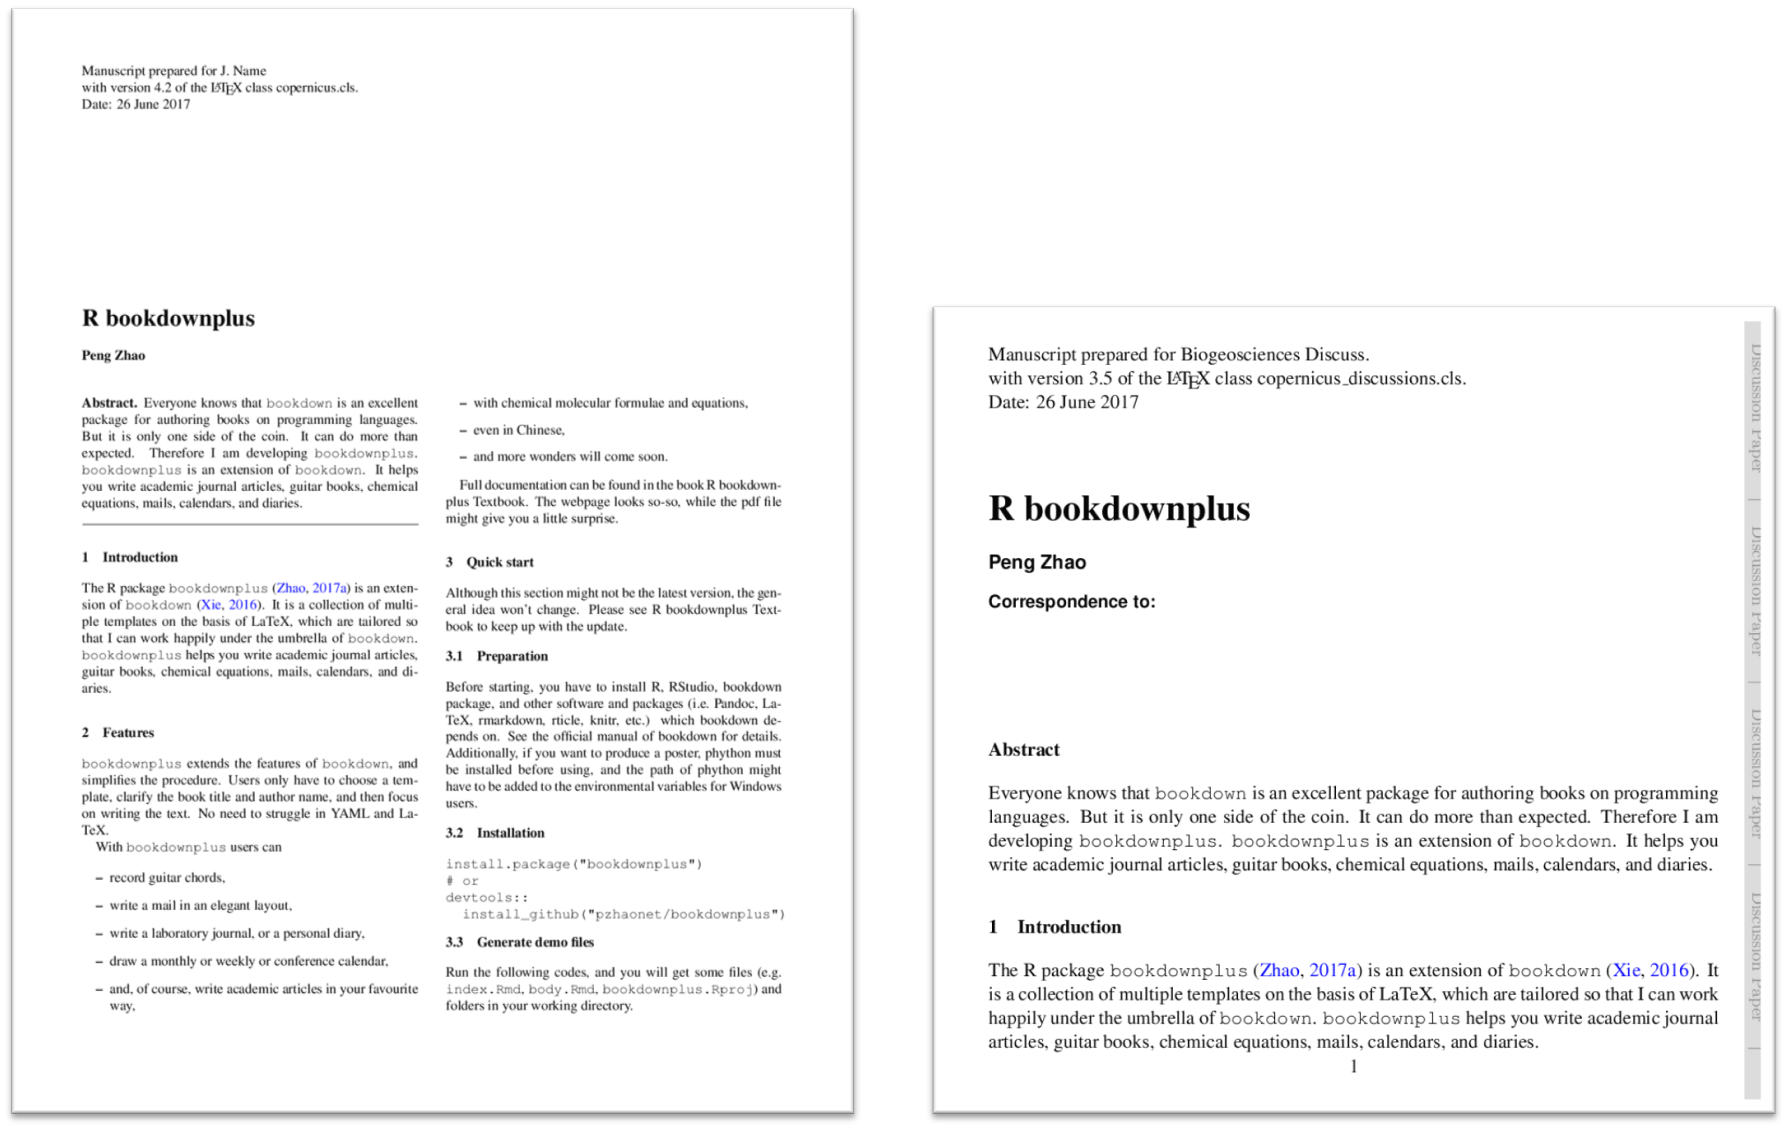 Manuscript prepared for J. Name
with version 4.2 of the LATEX class copernicus.cls.
Date: 26 June 2017
R bookdownplus
Peng Zhao
Abstract. Everyone knows that bookdown is an excellent
package for authoring books on programming languages.
But it is only one side of the coin. It can do more than
expected. Therefore I am developing bookdownplus.
bookdownplus is an extension of bookdown. It helps
you write academic journal articles, guitar books, chemical
equations, mails, calendars, and diaries.
1 Introduction
The R package bookdownplus (Zhao, 2017a) is an exten-
sion of bookdown (Xie, 2016). It is a collection of multi-
ple templates on the basis of LaTeX, which are tailored so
that I can work happily under the umbrella of bookdown.
bookdownplus helps you write academic journal articles,
guitar books, chemical equations, mails, calendars, and di-
aries.
2 Features
bookdownplus extends the features of bookdown, and
simplifies the procedure. Users only have to choose a tem-
plate, clarify the book title and author name, and then focus
on writing the text. No need to struggle in YAML and La-
TeX.
With bookdownplus users can
– record guitar chords,
– write a mail in an elegant layout,
– write a laboratory journal, or a personal diary,
– draw a monthly or weekly or conference calendar,
– and, of course, write academic articles in your favourite
way,
– with chemical molecular formulae and equations,
– even in Chinese,
– and more wonders will come soon.
Full documentation can be found in the book R bookdown-
plus Textbook. The webpage looks so-so, while the pdf file
might give you a little surprise.
3 Quick start
Although this section might not be the latest version, the gen-
eral idea won't change. Please see R bookdownplus Text-
book to keep up with the update.
3.1 Preparation
Before starting, you have to install R, RStudio, bookdown
package, and other software and packages (i.e. Pandoc, La-
TeX, rmarkdown, rticle, knitr, etc.) which bookdown de-
pends on. See the official manual of bookdown for details.
Additionally, if you want to produce a poster, phython must
be installed before using, and the path of phython might
have to be added to the environmental variables for Windows
users.
3.2 Installation
install.package("bookdownplus")
# or
devtools::
install_github("pzhaonet/bookdownplus")
3.3 Generate demo files
Run the following codes, and you will get some files (e.g.
index.Rmd, body.Rmd, bookdownplus.Rproj) and
folders in your working directory.
Manuscript prepared for Biogeosciences Discuss.
with version 3.5 of the LATEX class copernicus_discussions.cls.
Date: 26 June 2017
R bookdownplus
Peng Zhao
Correspondence to:
Abstract
Everyone knows that bookdown is an excellent package for authoring books on programming
languages. But it is only one side of the coin. It can do more than expected. Therefore I am
developing bookdownplus. bookdownplus is an extension of bookdown. It helps you
write academic journal articles, guitar books, chemical equations, mails, calendars, and diaries.
1 Introduction
The R package bookdownplus (Zhao, 2017a) is an extension of bookdown (Xie, 2016). It
is a collection of multiple templates on the basis of LaTeX, which are tailored so that I can work
happily under the umbrella of bookdown. bookdownplus helps you write academic journal
articles, guitar books, chemical equations, mails, calendars, and diaries.
1
Discussion Paper | Discussion Paper | Discussion Paper | Discussion Paper |